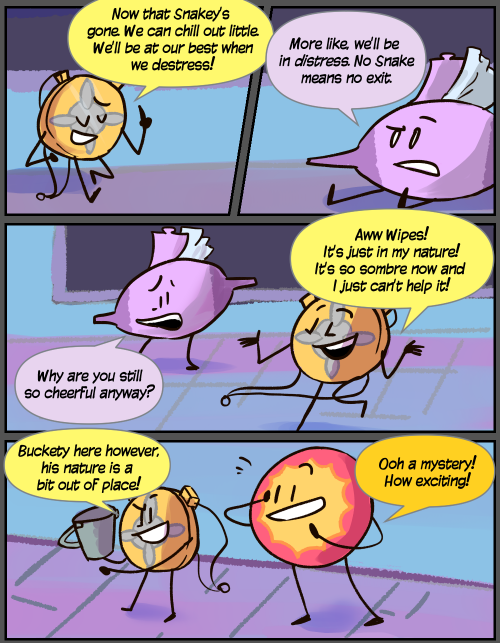 Now that Snakey's
gone. We can chill out little.
We'll be at our best when
we destress!
More like, we'll be
in distress. No Snake
means no exit.
Aww Wipes!
It's just in my nature!
It's so sombre now and
I just can't help it!
Why are you still
so cheerful anyway?
Buckety here however,
his nature is a
bit out of place!
Ooh a mystery!
How exciting!